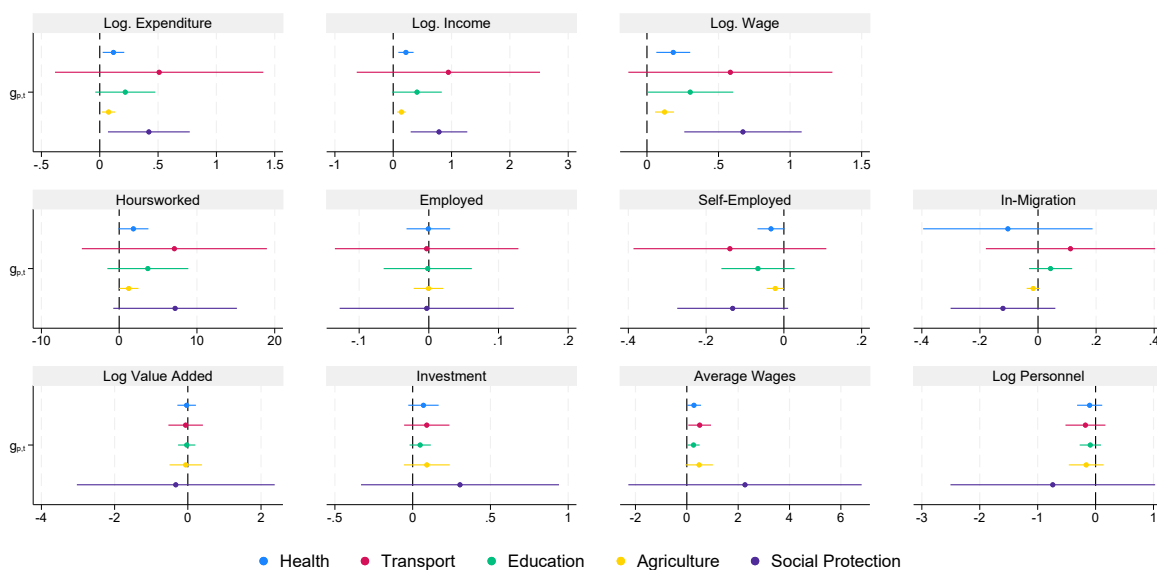 Log. Expenditure Log. Income Log. Wage
g_p,t
-.5 0 .5 1 1.5 -1 0 1 2 3 0 .5 1 1.5
Hoursworked Employed Self-Employed In-Migration
g_p,t
-10 0 10 20 -.1 0 .1 .2 -.4 -.2 0 .2 -.4 -.2 0 .2 .4
Log Value Added Investment Average Wages Log Personnel
g_p,t
-4 -2 0 2 -.5 0 .5 1 -2 0 2 4 6 -3 -2 -1 0 1
Health Transport Education Agriculture Social Protection